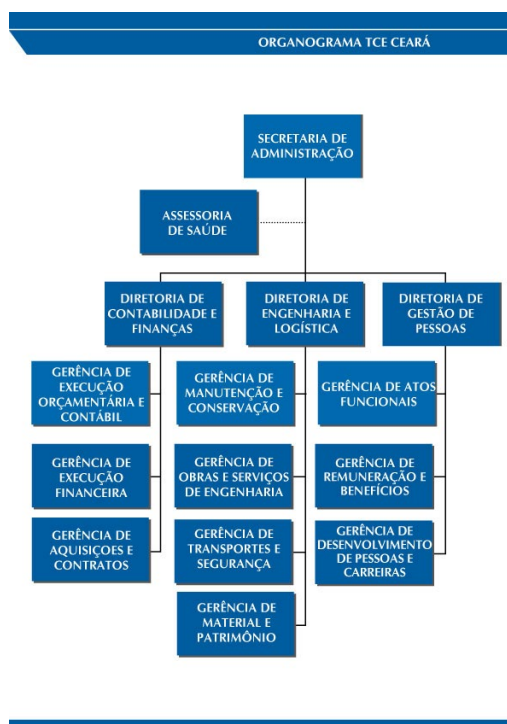 ORGANOGRAMA TCE CEARÁ
SECRETARIA DE
ADMINISTRAÇÃO
ASSESSORIA
DE SAÚDE
DIRETORIA DE
CONTABILIDADE E
FINANÇAS
DIRETORIA DE
ENGENHARIA E
LOGÍSTICA
DIRETORIA DE
GESTÃO DE
PESSOAS
GERÊNCIA DE
EXECUÇÃO
ORÇAMENTÁRIA E
CONTÁBIL
GERÊNCIA DE
MANUTENÇÃO E
CONSERVAÇÃO
GERÊNCIA DE ATOS
FUNCIONAIS
GERÊNCIA DE
EXECUÇÃO
FINANCEIRA
GERÊNCIA DE
OBRAS E SERVIÇOS
DE ENGENHARIA
GERÊNCIA DE
REMUNERAÇÃO E
BENEFÍCIOS
GERÊNCIA DE
AQUISIÇOES E
CONTRATOS
GERÊNCIA DE
TRANSPORTES E
SEGURANÇA
GERÊNCIA DE
DESENVOLVIMENTO
DE PESSOAS E
CARREIRAS
GERÊNCIA DE
MATERIAL E
PATRIMÔNIO